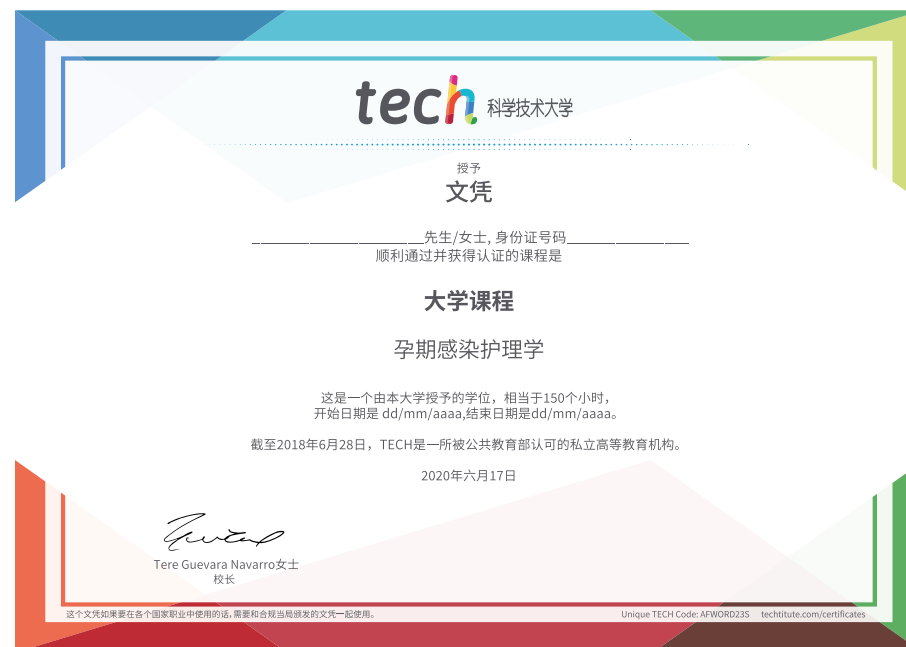 tech 科学技术大学
授予
文凭
______________________先生/女士, 身份证号码________________
顺利通过并获得认证的课程是
大学课程
孕期感染护理学
这是一个由本大学授予的学位，相当于150个小时，
开始日期是 dd/mm/aaaa,结束日期是dd/mm/aaaa。
截至2018年6月28日，TECH是一所被公共教育部认可的私立高等教育机构。
2020年六月17日
Tere Guevara Navarro女士
校长
这个文凭如果要在各个国家职业中使用的话,需要和合规当局颁发的文凭一起使用。
Unique TECH Code: AFWORD23S techtitute.com/certificates